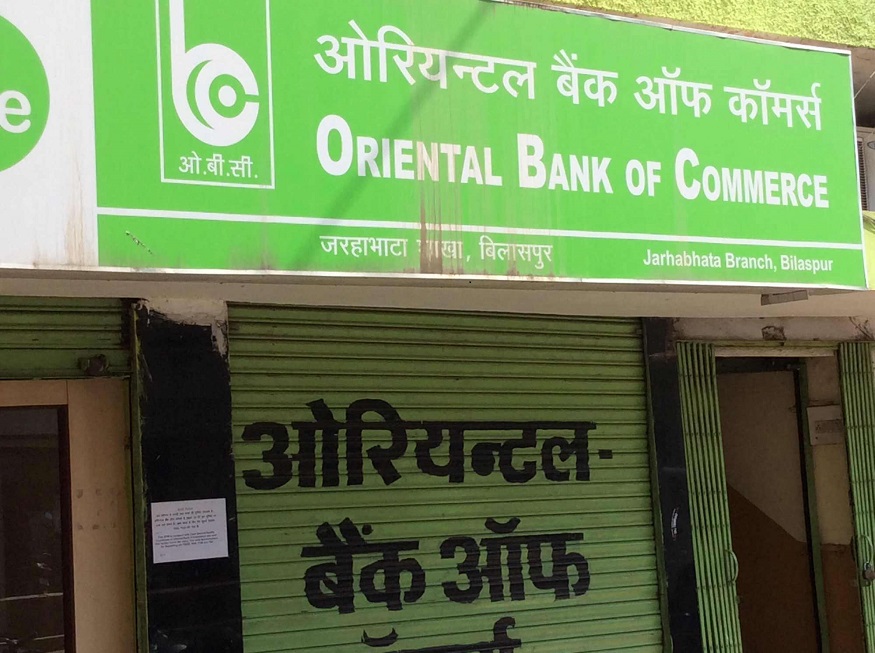 e
ओ.बी.सी.
ओरियन्टल बैंक ऑफ कॉमर्स
ORIENTAL BANK OF COMMERCE
जरहाभाटा शाखा, बिलासपुर
Jarhabhata Branch, Bilaspur
ओरियन्टल-
बैंक ऑफ